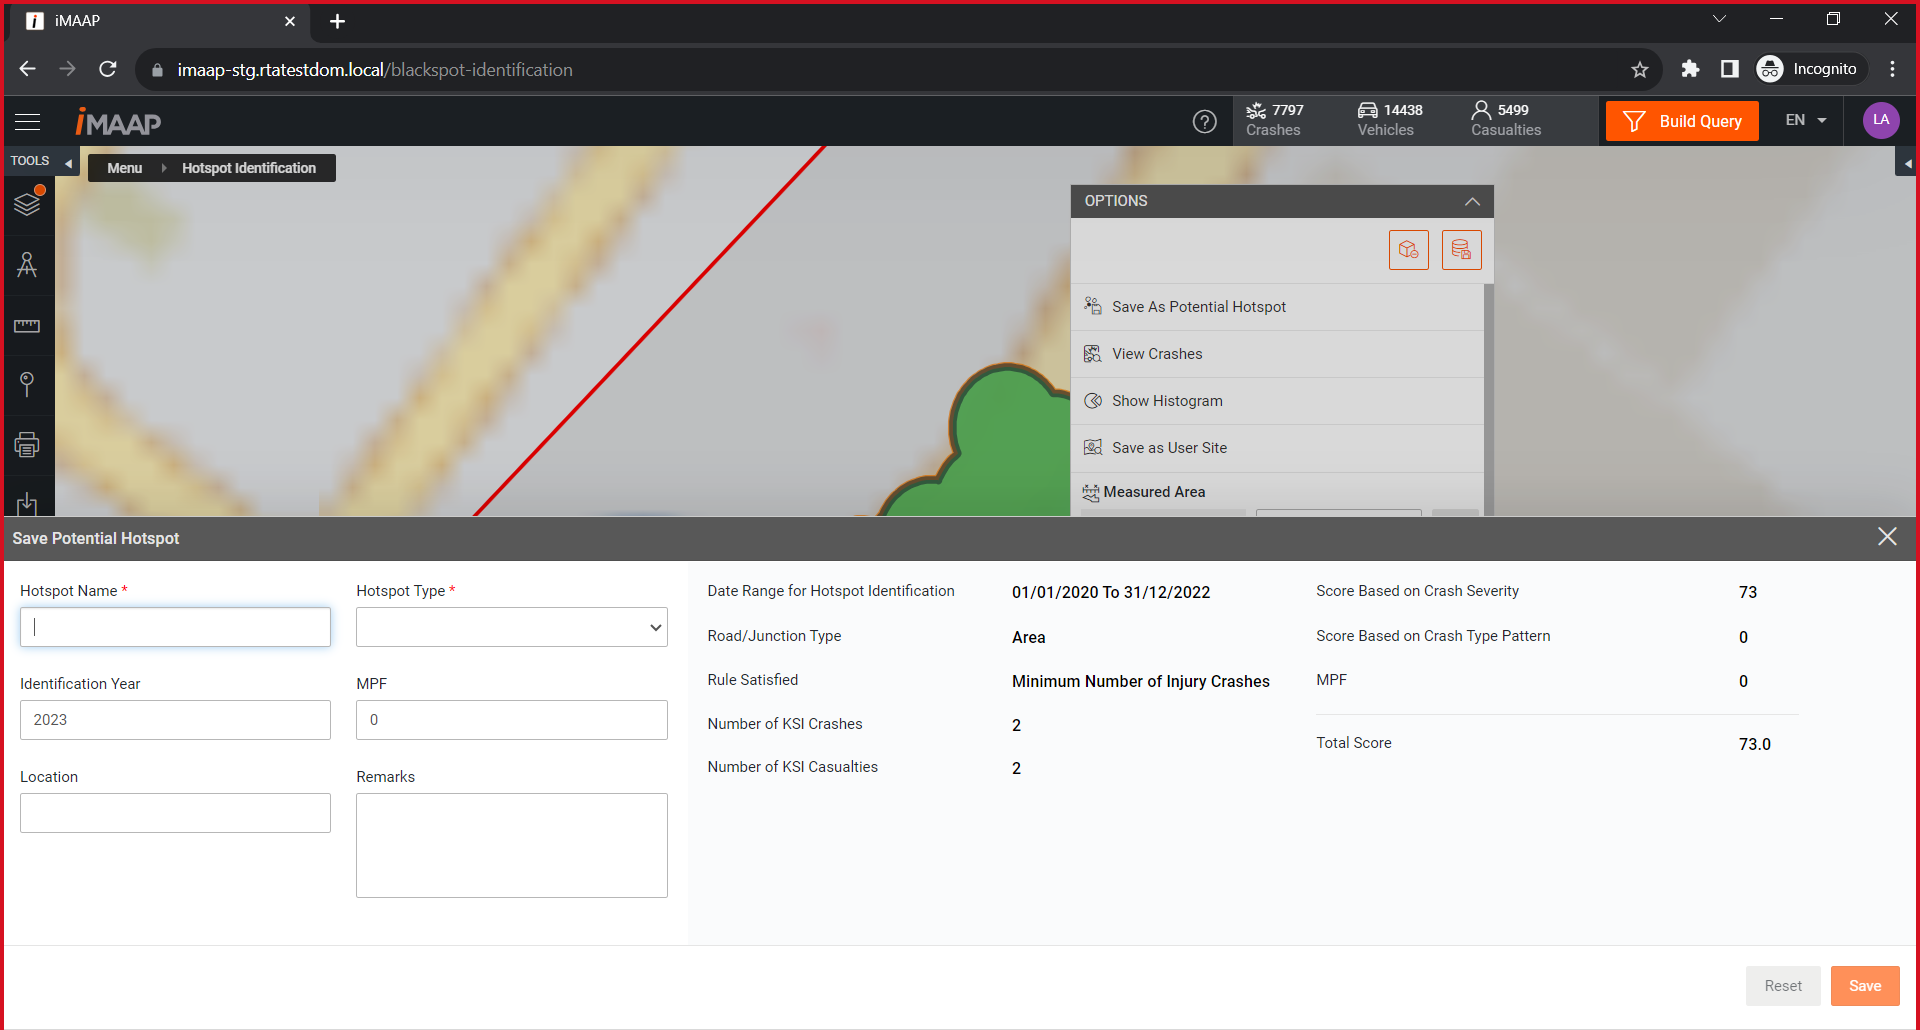 iMAAP
imaap-stg.rtatestdom.local/blackspot-identification
Incognito
iMAAP
7797
Crashes
14438
Vehicles
5499
Casualties
Build Query
EN
LA
TOOLS
Menu
Hotspot Identification
OPTIONS
Save As Potential Hotspot
View Crashes
Show Histogram
Save as User Site
Measured Area
Save Potential Hotspot
Hotspot Name *
Hotspot Type *
Identification Year
2023
MPF
0
Location
Remarks
Date Range for Hotspot Identification
01/01/2020 To 31/12/2022
Road/Junction Type
Area
Rule Satisfied
Minimum Number of Injury Crashes
Number of KSI Crashes
2
Number of KSI Casualties
2
Score Based on Crash Severity
73
Score Based on Crash Type Pattern
0
MPF
0
Total Score
73.0
Reset
Save